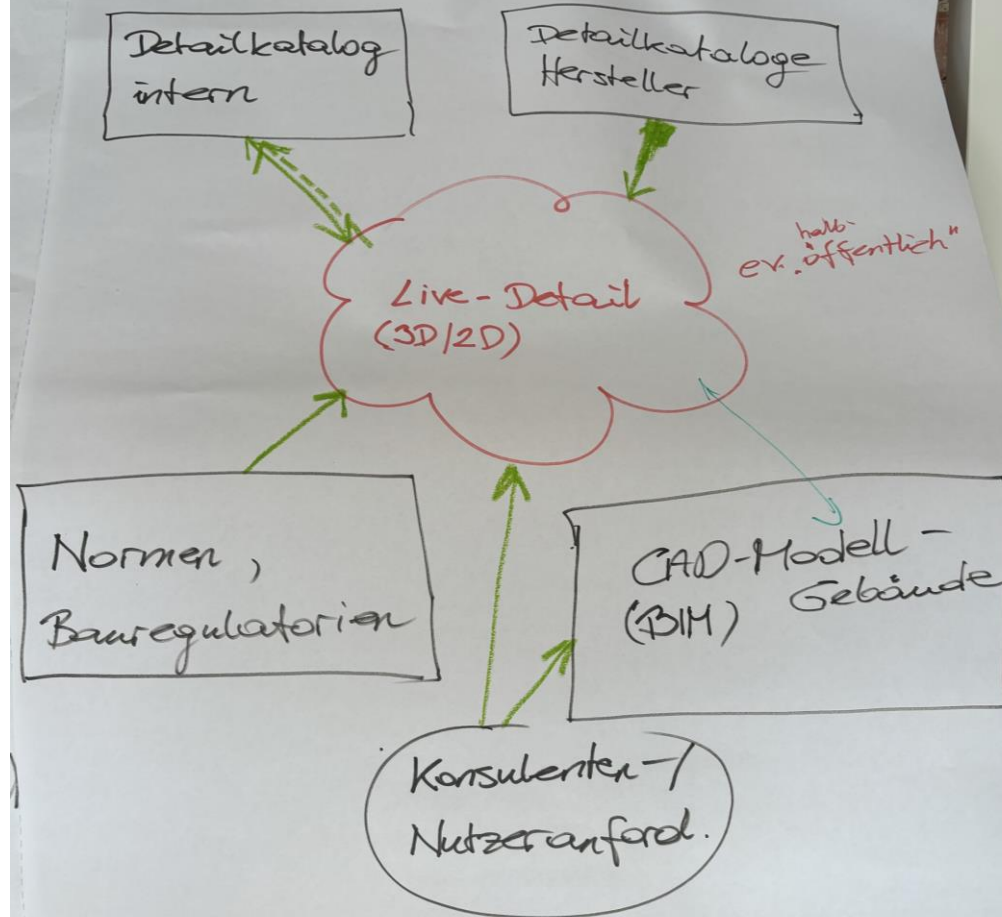 Detailkatalog
intern
Detailkataloge
Hersteller
halb-
ev. „öffentlich"
Live-Detail
(3D/2D)
Normen,
Bauregulatorien
CAD-Modell-
(BIM) Gebäude
Konsulenten-/
Nutzeranford.